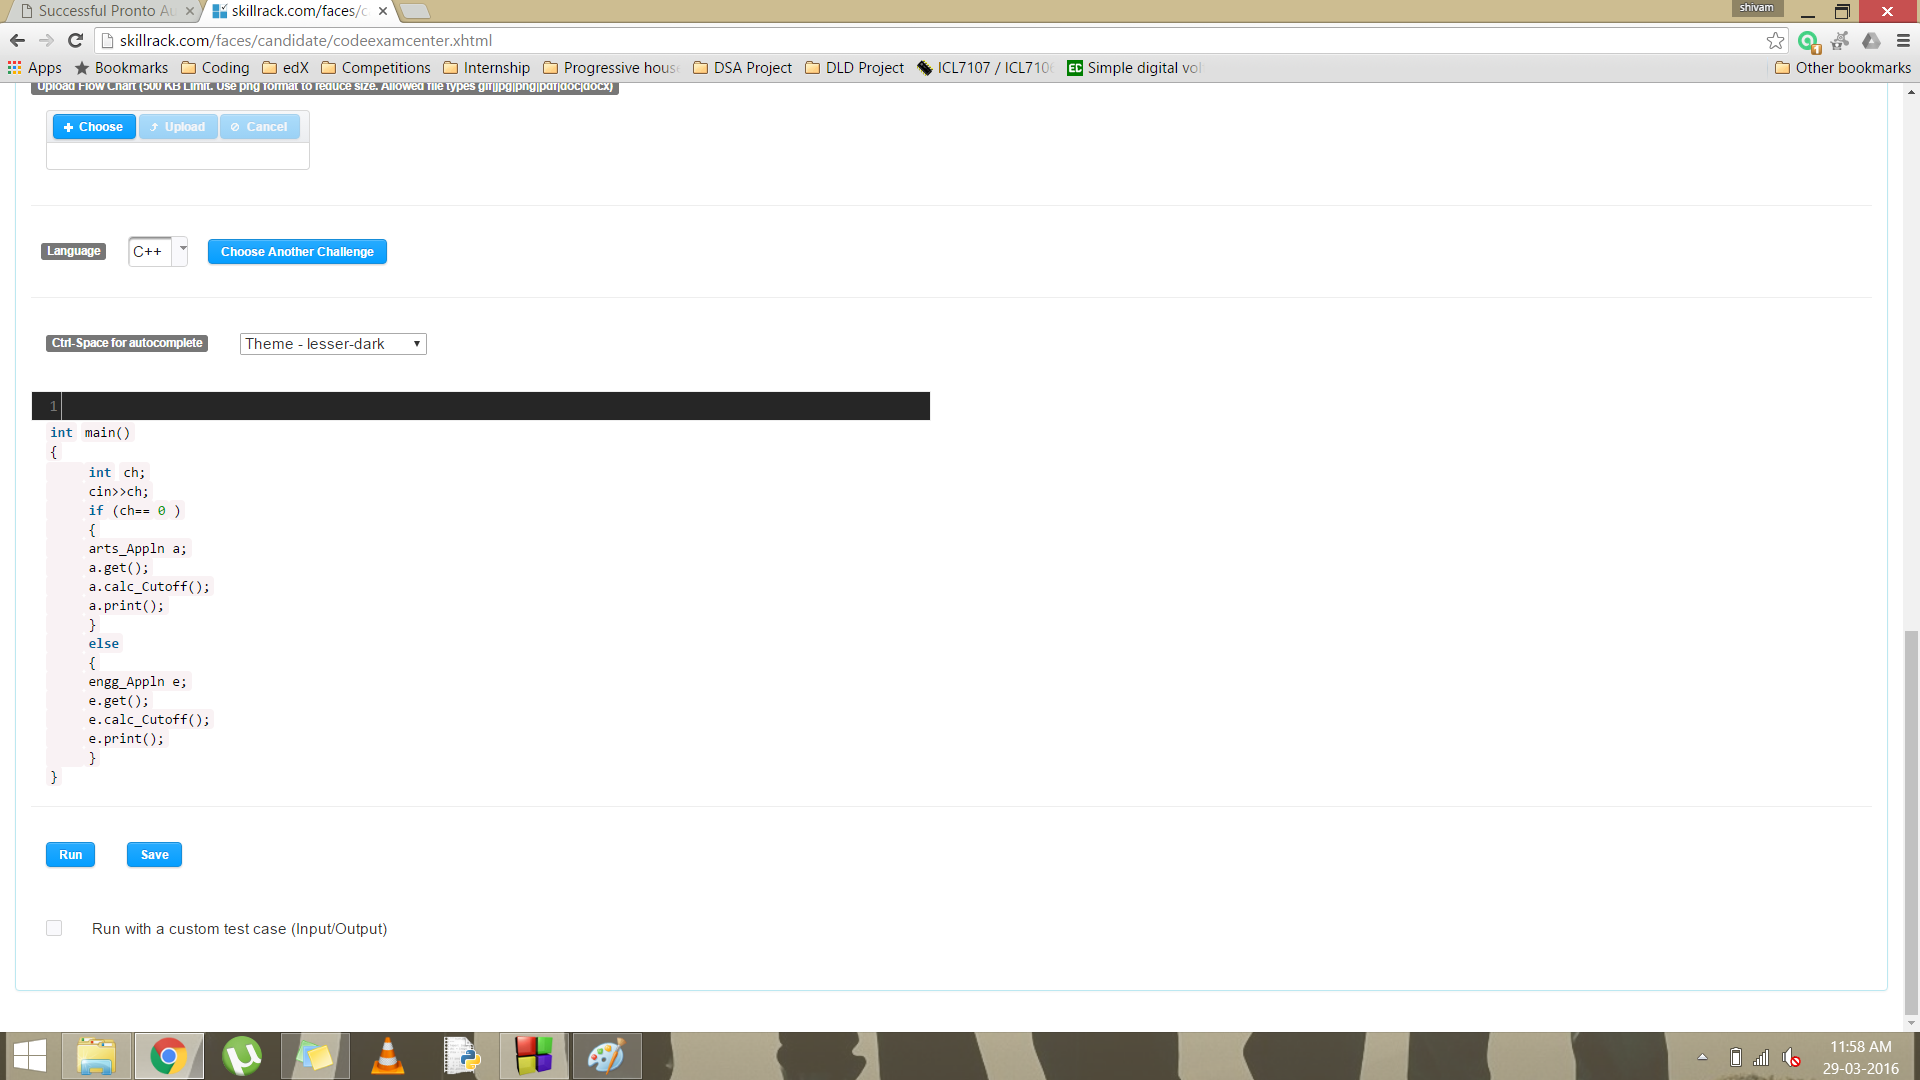 Successful Pronto Au
skillrack.com/faces/c
shivam
skillrack.com/faces/candidate/codeexamcenter.xhtml
Apps Bookmarks Coding edX Competitions Internship Progressive hous DSA Project DLD Project ICL7107 / ICL710 EC Simple digital vol Other bookmarks
Upload Flow Chart (500 KB Limit. Use png format to reduce size. Allowed file types gif|jpg|png|pdf|doc|docx)
Choose Upload Cancel
Language C++ Choose Another Challenge
Ctrl-Space for autocomplete Theme - lesser-dark
1
int main()
{
int ch;
cin>>ch;
if (ch== 0 )
{
arts_Appln a;
a.get();
a.calc_Cutoff();
a.print();
}
else
{
engg_Appln e;
e.get();
e.calc_Cutoff();
e.print();
}
}
Run Save
Run with a custom test case (Input/Output)
11:58 AM
29-03-2016